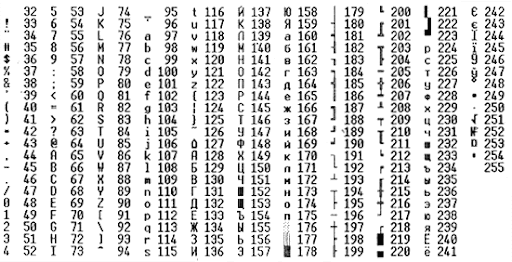 32 5 53 J 74 _ 95 t 116 Й 137 Ю 158 │ 179 ╚ 200 ▌ 221 Є 242
! 33 6 54 K 75 ` 96 u 117 К 138 Я 159 ┤ 180 ╔ 201 ▐ 222 є 243
" 34 7 55 L 76 a 97 v 118 Л 139 а 160 ╡ 181 ╩ 202 ▀ 223 Ї 244
# 35 8 56 M 77 b 98 w 119 М 140 б 161 ╢ 182 ╦ 203 р 224 ї 245
$ 36 9 57 N 78 c 99 x 120 Н 141 в 162 ╖ 183 ╠ 204 с 225 Ў 246
% 37 : 58 O 79 d 100 y 121 О 142 г 163 ╕ 184 ═ 205 т 226 ў 247
& 38 ; 59 P 80 e 101 z 122 П 143 д 164 ╣ 185 ╬ 206 у 227 ° 248
' 39 < 60 Q 81 f 102 { 123 Р 144 е 165 ║ 186 ╧ 207 ф 228 ∙ 249
( 40 = 61 R 82 g 103 | 124 С 145 ж 166 ╗ 187 ╨ 208 х 229 · 250
) 41 > 62 S 83 h 104 } 125 Т 146 з 167 ╝ 188 ╤ 209 ц 230 √ 251
* 42 ? 63 T 84 i 105 ~ 126 У 147 и 168 ╜ 189 ╥ 210 ч 231 № 252
+ 43 @ 64 U 85 j 106 ⌂ 127 Ф 148 й 169 ╛ 190 ╙ 211 ш 232 ¤ 253
, 44 A 65 V 86 k 107 А 128 Х 149 к 170 ┐ 191 ╘ 212 щ 233 ▪ 254
- 45 B 66 W 87 l 108 Б 129 Ц 150 л 171 └ 192 ╒ 213 ъ 234 255
. 46 C 67 X 88 m 109 В 130 Ч 151 м 172 ┴ 193 ╓ 214 ы 235
/ 47 D 68 Y 89 n 110 Г 131 Ш 152 н 173 ┬ 194 ╫ 215 ь 236
0 48 E 69 Z 90 o 111 Д 132 Щ 153 о 174 ├ 195 ╪ 216 э 237
1 49 F 70 [ 91 p 112 Е 133 Ъ 154 п 175 ─ 196 ┘ 217 ю 238
2 50 G 71 \ 92 q 113 Ж 134 Ы 155 ░ 176 ┼ 197 ┌ 218 я 239
3 51 H 72 ] 93 r 114 З 135 Ь 156 ▒ 177 ╞ 198 █ 219 Ё 240
4 52 I 73 ^ 94 s 115 И 136 Э 157 ▓ 178 ╟ 199 ▄ 220 ё 241